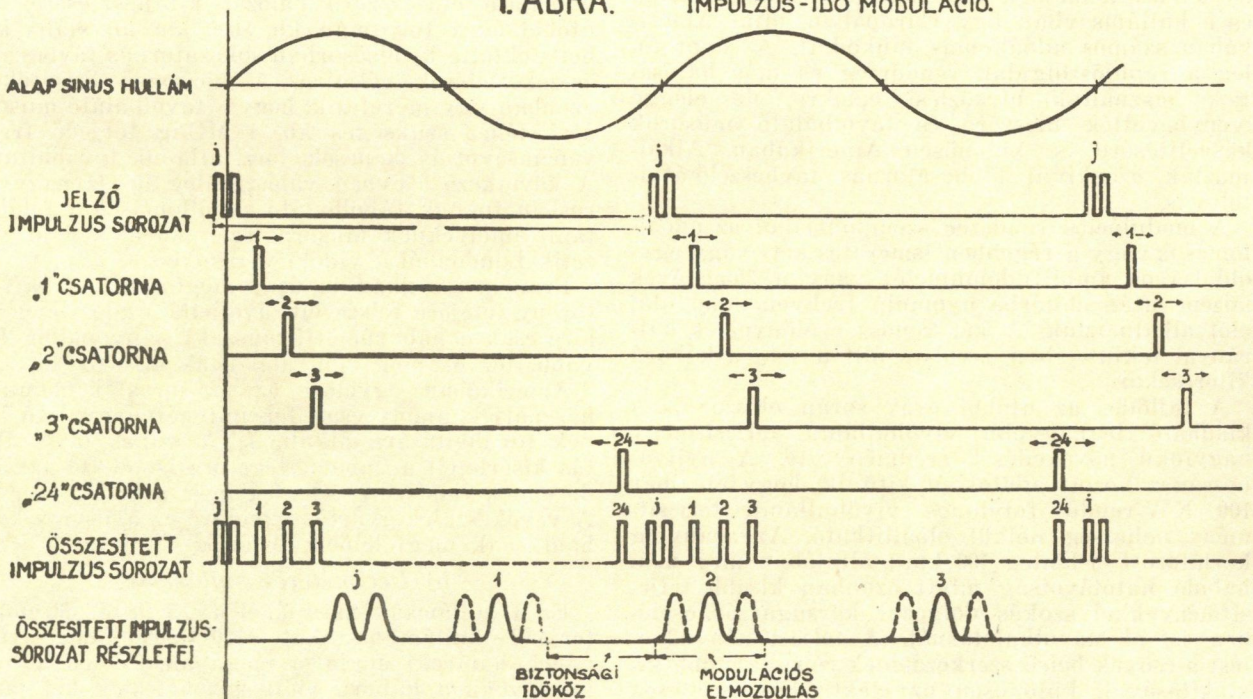 1. ÁBRA. IMPULZUS-IDŐ MODULÁCIÓ.
ALAP SINUS HULLÁM
j j j
JELZŐ
IMPULZUS SOROZAT
1 1 1
„1” CSATORNA
2 2 2
„2” CSATORNA
3 3 3
„3” CSATORNA
24 24
„24” CSATORNA
j 1 2 3 24 j 1 2 3 24 j
ÖSSZESÍTETT
IMPULZUS SOROZAT
j 1 2 3
ÖSSZESITETT IMPULZUS-
SOROZAT RÉSZLETEI
BIZTONSÁGI
IDŐKÖZ
MODULÁCIÓS
ELMOZDULÁS